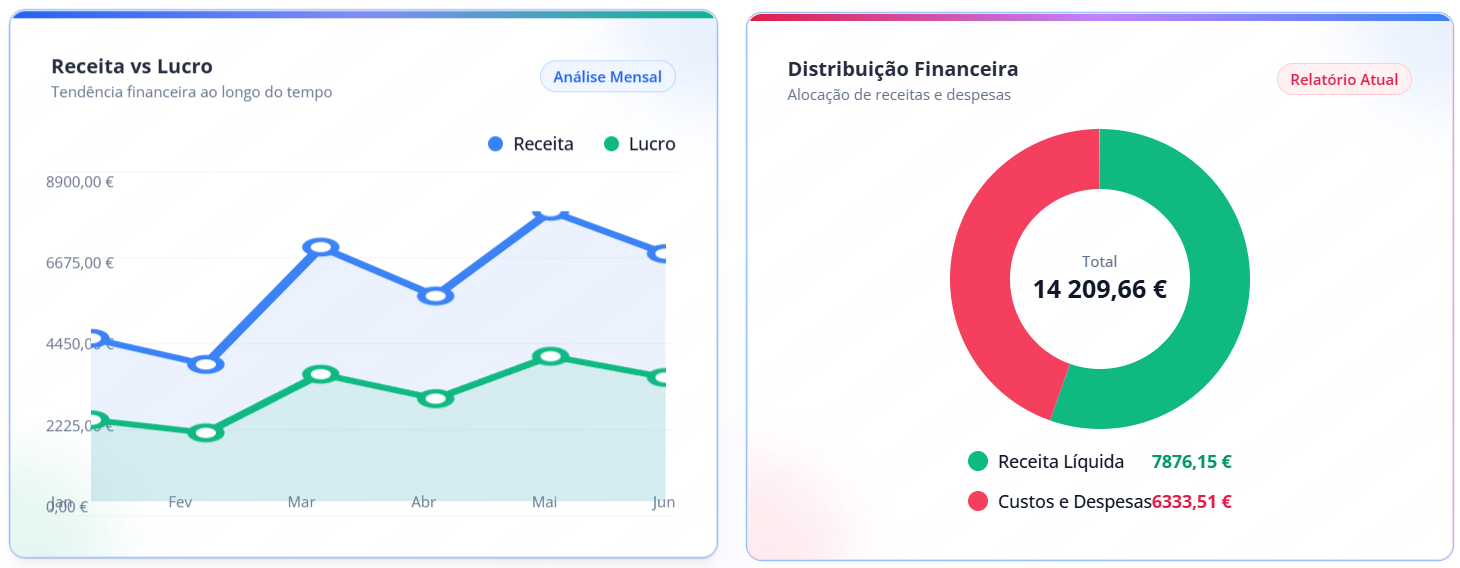 Receita vs Lucro
Tendência financeira ao longo do tempo
Análise Mensal
Receita
Lucro
8900,00 €
6675,00 €
4450,00 €
2225,00 €
0,00 €
Jan
Fev
Mar
Abr
Mai
Jun
Distribuição Financeira
Alocação de receitas e despesas
Relatório Atual
Total
14 209,66 €
Receita Líquida 7876,15 €
Custos e Despesas 6333,51 €